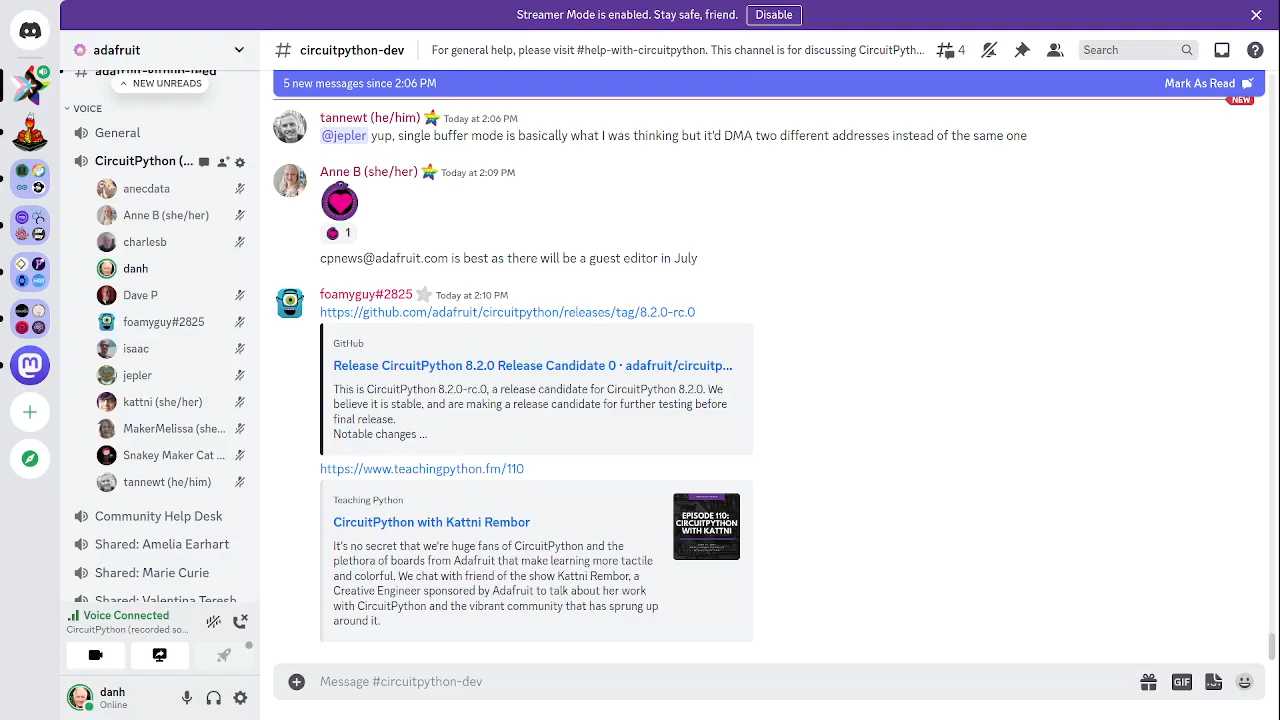 Streamer Mode is enabled. Stay safe, friend. Disable
adafruit
# circuitpython-dev
For general help, please visit #help-with-circuitpython. This channel is for discussing CircuitPyth...
4
Search
NEW UNREADS
VOICE
General
CircuitPython (...
anecdata
Anne B (she/her)
charlesb
danh
Dave P
foamyguy#2825
isaac
jepler
kattni (she/her)
MakerMelissa (she...
Snakey Maker Cat ...
tannewt (he/him)
Community Help Desk
Shared: Amelia Earhart
Shared: Marie Curie
Shared: Valentina Teresh
Voice Connected
CircuitPython (recorded so...
danh
Online
5 new messages since 2:06 PM
Mark As Read
NEW
tannewt (he/him) Today at 2:06 PM
@jepler yup, single buffer mode is basically what I was thinking but it'd DMA two different addresses instead of the same one
Anne B (she/her) Today at 2:09 PM
1
cpnews@adafruit.com is best as there will be a guest editor in July
foamyguy#2825 Today at 2:10 PM
https://github.com/adafruit/circuitpython/releases/tag/8.2.0-rc.0
GitHub
Release CircuitPython 8.2.0 Release Candidate 0 · adafruit/circuitp...
This is CircuitPython 8.2.0-rc.0, a release candidate for CircuitPython 8.2.0. We
believe it is stable, and are making a release candidate for further testing before
final release.
Notable changes ...
https://www.teachingpython.fm/110
Teaching Python
CircuitPython with Kattni Rembor
It's no secret that we're huge fans of CircuitPython and the
plethora of boards from Adafruit that make learning more tactile
and colorful. We chat with friend of the show Kattni Rembor, a
Creative Engineer sponsored by Adafruit to talk about her work
with CircuitPython and the vibrant community that has sprung up
around it.
EPISODE 110:
CIRCUITPYTHON
WITH KATTNI
Message #circuitpython-dev
GIF